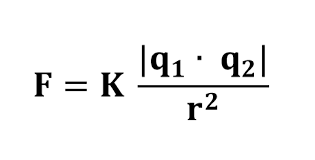 F = K |q₁ · q₂| / r²